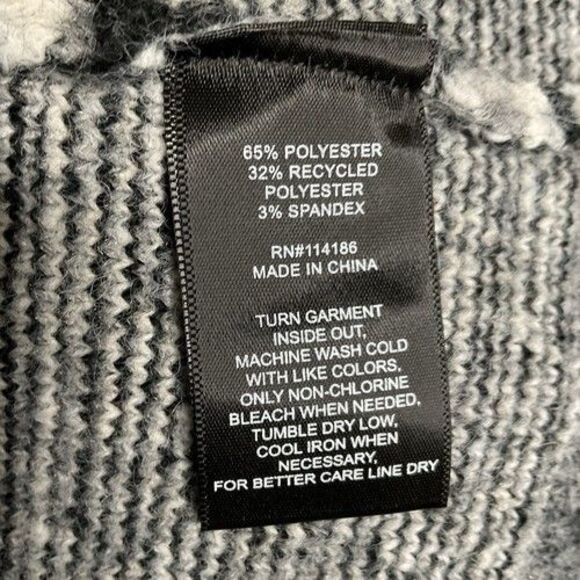 65% POLYESTER
32% RECYCLED
POLYESTER
3% SPANDEX
RN#114186
MADE IN CHINA
TURN GARMENT
INSIDE OUT,
MACHINE WASH COLD
WITH LIKE COLORS,
ONLY NON-CHLORINE
BLEACH WHEN NEEDED,
TUMBLE DRY LOW,
COOL IRON WHEN
NECESSARY,
FOR BETTER CARE LINE DRY